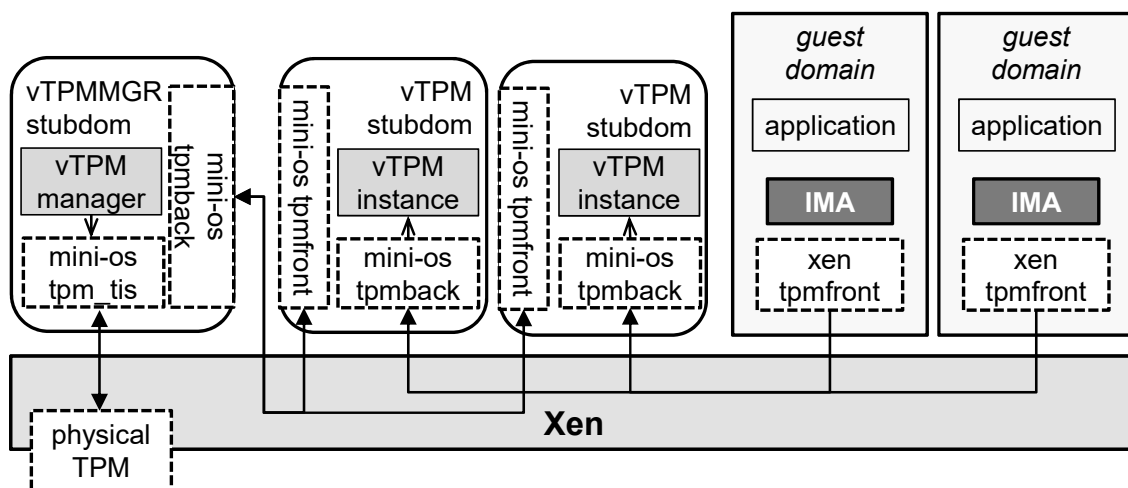 vTPMMGR
stubdom
vTPM
manager
mini-os
tpm_tis
mini-os
tpmback
mini-os tpmfront
vTPM
stubdom
vTPM
instance
mini-os
tpmback
mini-os tpmfront
vTPM
stubdom
vTPM
instance
mini-os
tpmback
guest
domain
application
IMA
xen
tpmfront
guest
domain
application
IMA
xen
tpmfront
Xen
physical
TPM